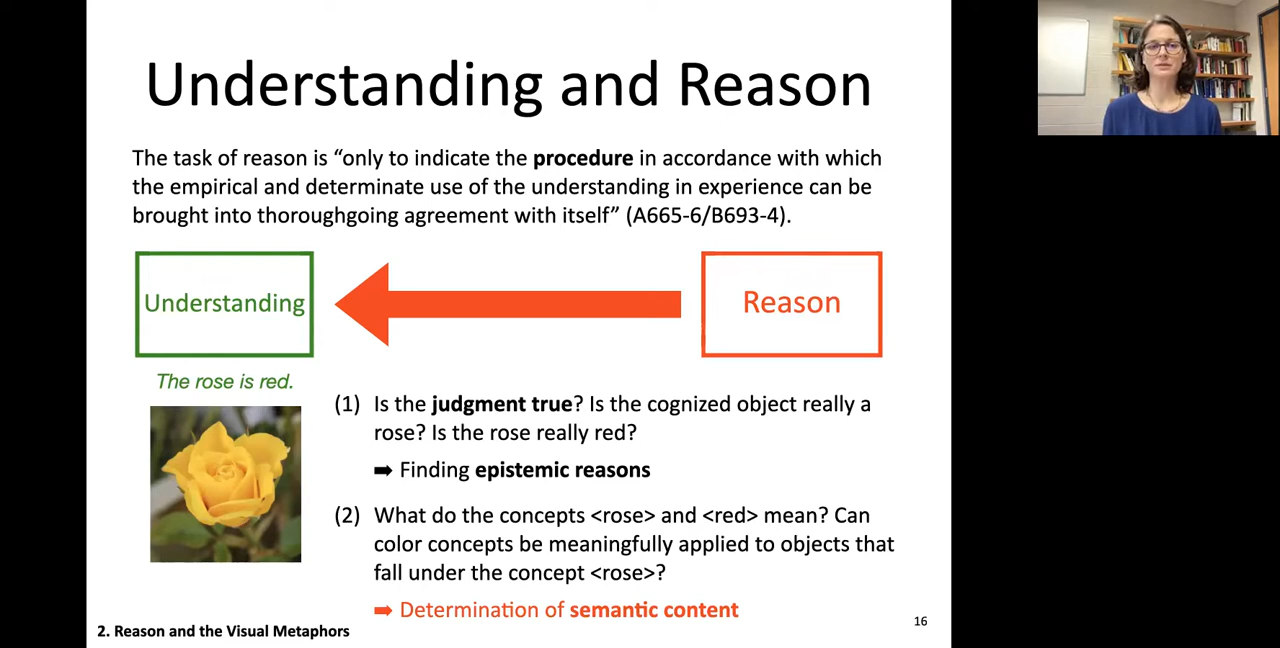 Understanding and Reason
The task of reason is “only to indicate the procedure in accordance with which
the empirical and determinate use of the understanding in experience can be
brought into thoroughgoing agreement with itself” (A665-6/B693-4).
Understanding
Reason
The rose is red.
(1) Is the judgment true? Is the cognized object really a
rose? Is the rose really red?
➡ Finding epistemic reasons
(2) What do the concepts <rose> and <red> mean? Can
color concepts be meaningfully applied to objects that
fall under the concept <rose>?
➡ Determination of semantic content
2. Reason and the Visual Metaphors
16